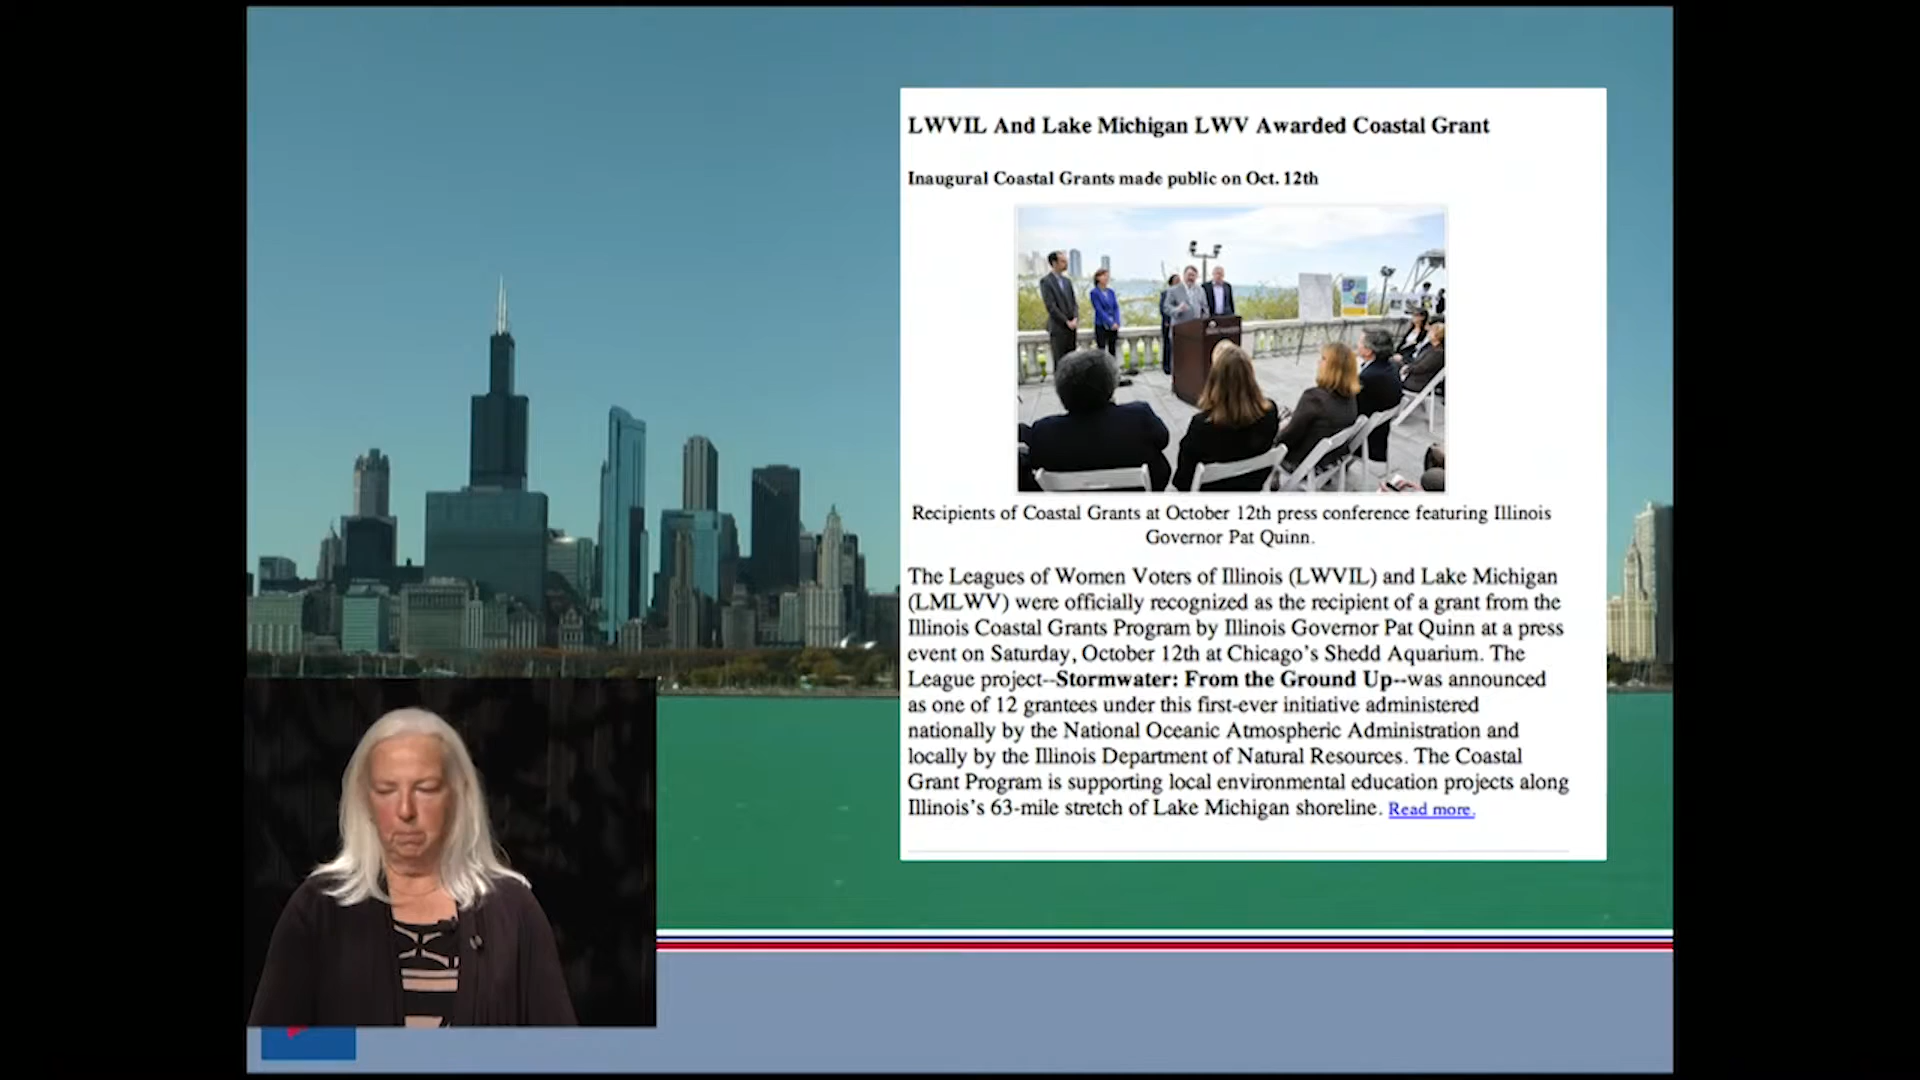 LWVIL And Lake Michigan LWV Awarded Coastal Grant
Inaugural Coastal Grants made public on Oct. 12th
Recipients of Coastal Grants at October 12th press conference featuring Illinois
Governor Pat Quinn.
The Leagues of Women Voters of Illinois (LWVIL) and Lake Michigan
(LMLWV) were officially recognized as the recipient of a grant from the
Illinois Coastal Grants Program by Illinois Governor Pat Quinn at a press
event on Saturday, October 12th at Chicago's Shedd Aquarium. The
League project--Stormwater: From the Ground Up--was announced
as one of 12 grantees under this first-ever initiative administered
nationally by the National Oceanic Atmospheric Administration and
locally by the Illinois Department of Natural Resources. The Coastal
Grant Program is supporting local environmental education projects along
Illinois's 63-mile stretch of Lake Michigan shoreline. Read more.